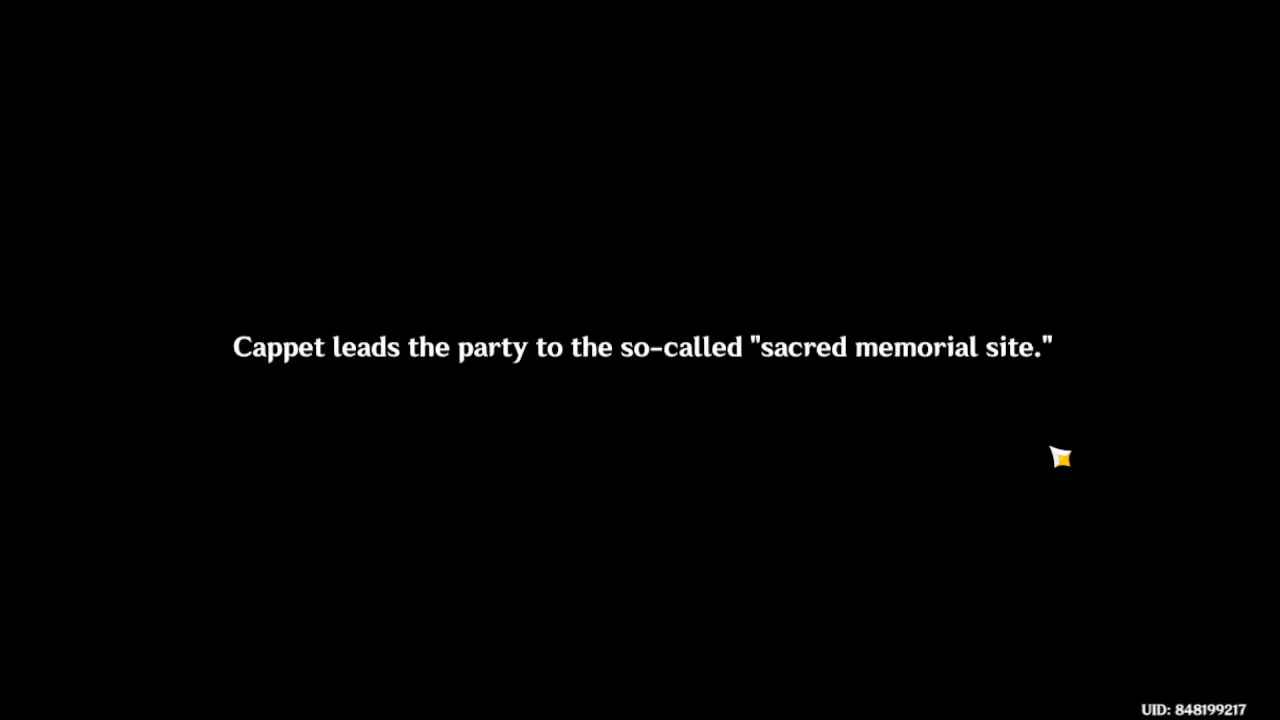 Cappet leads the party to the so-called "sacred memorial site."
UID: 848199217